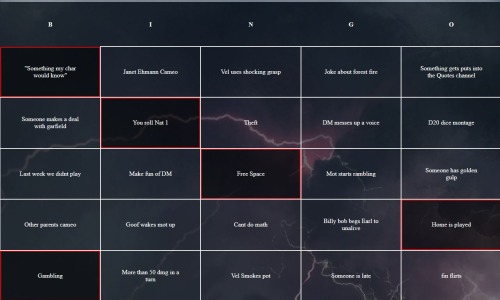 B
I
N
G
O
"Something my char
would know"
Janet Ehmann Cameo
Vel uses shocking grasp
Joke about forest fire
Something gets puts into
the Quotes channel
Someone makes a deal
with garfield
You roll Nat 1
Theft
DM messes up a voice
D20 dice montage
Last week we didnt play
Make fun of DM
Free Space
Mot starts rambling
Someone has golden
gulp
Other parents cameo
Goof wakes mot up
Cant do math
Billy bob begs Earl to
unalive
Home is played
Gambling
More than 50 dmg in a
turn
Vel Smokes pot
Someone is late
fin flirts